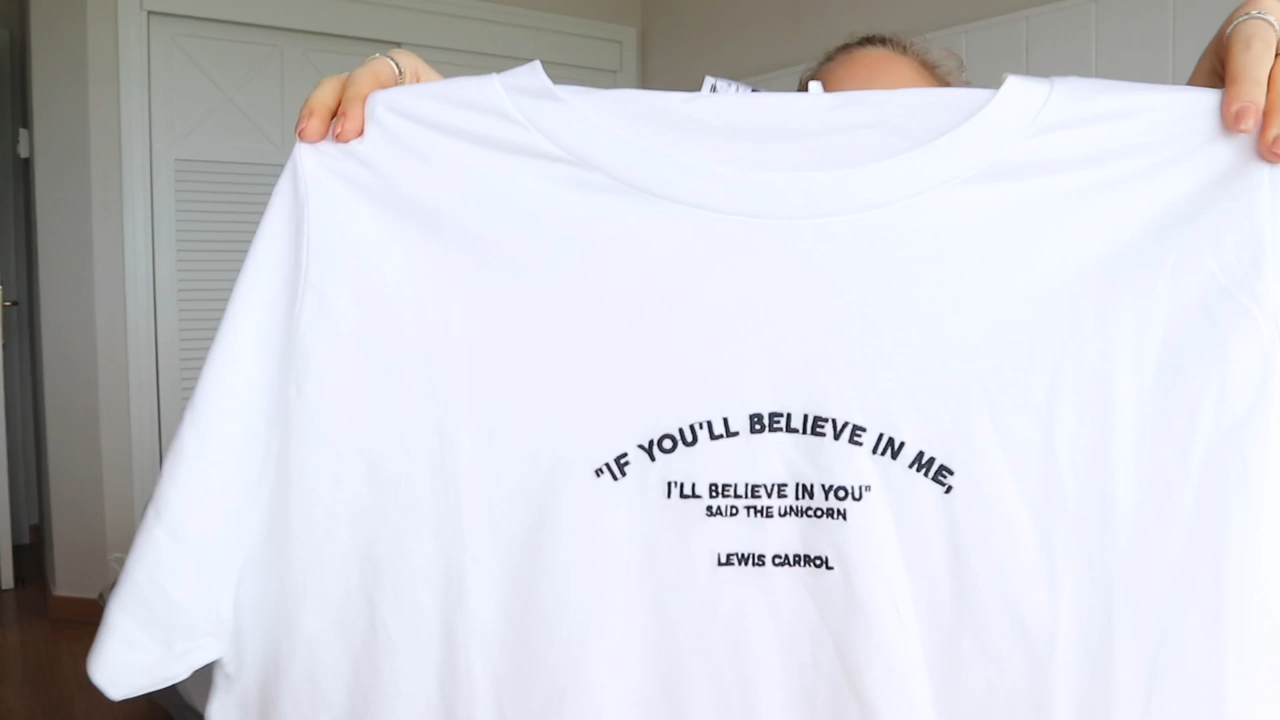 "IF YOU'LL BELIEVE IN ME,
I'LL BELIEVE IN YOU"
SAID THE UNICORN
LEWIS CARROL